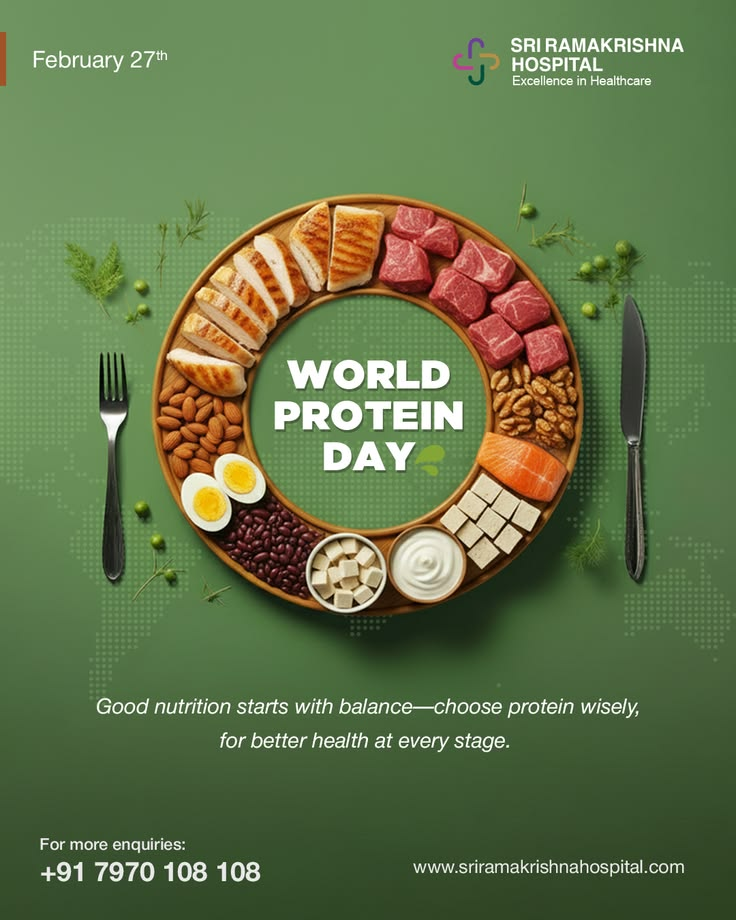 February 27th
SRI RAMAKRISHNA
HOSPITAL
Excellence in Healthcare
WORLD
PROTEIN
DAY
Good nutrition starts with balance—choose protein wisely,
for better health at every stage.
For more enquiries:
+91 7970 108 108
www.sriramakrishnahospital.com